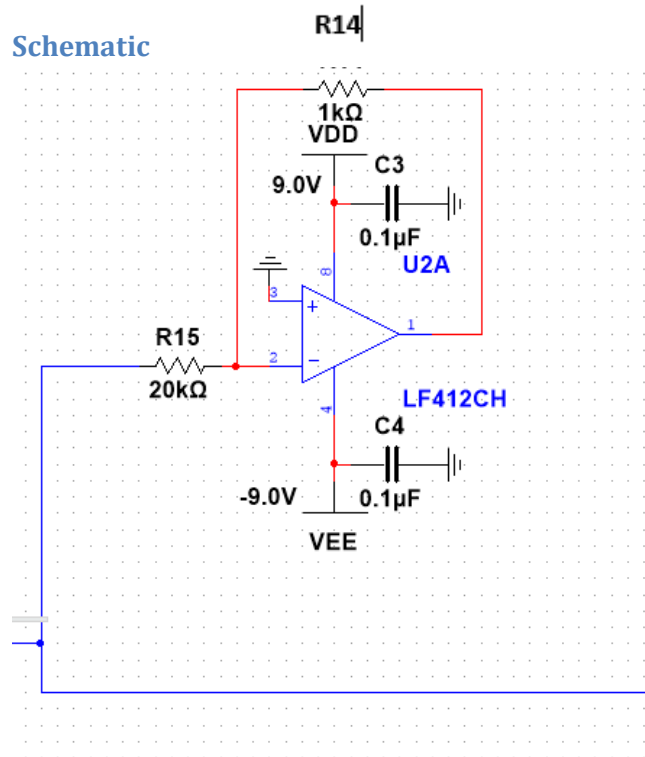 R14
Schematic
1kΩ
VDD
C3
9.0V
0.1µF
U2A
8
3
+
1
R15
2
−
20kΩ
4
LF412CH
C4
-9.0V
0.1µF
VEE